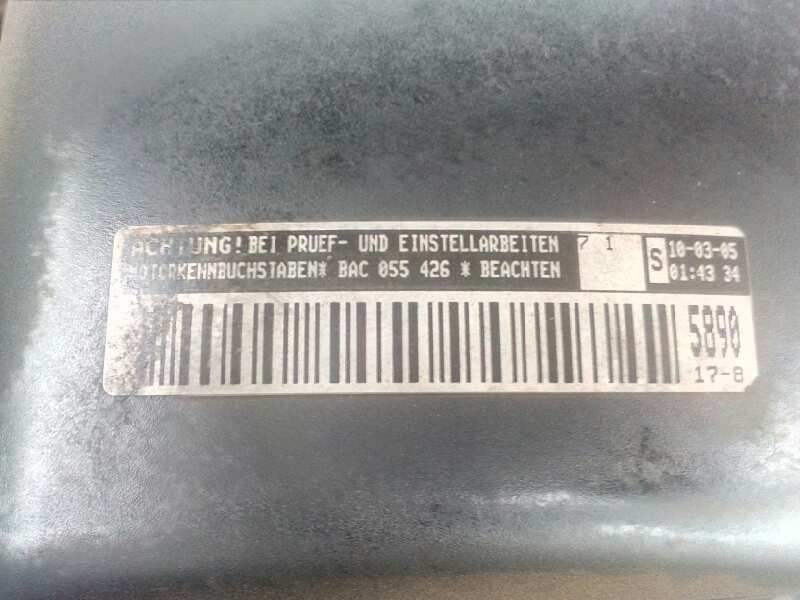 ACHTUNG! BEI PRUEF- UND EINSTELLARBEITEN 7 1 S 10-03-05
MOTORKENNBUCHSTABEN* BAC 055 426 * BEACHTEN 01:43 34
5890
17-8